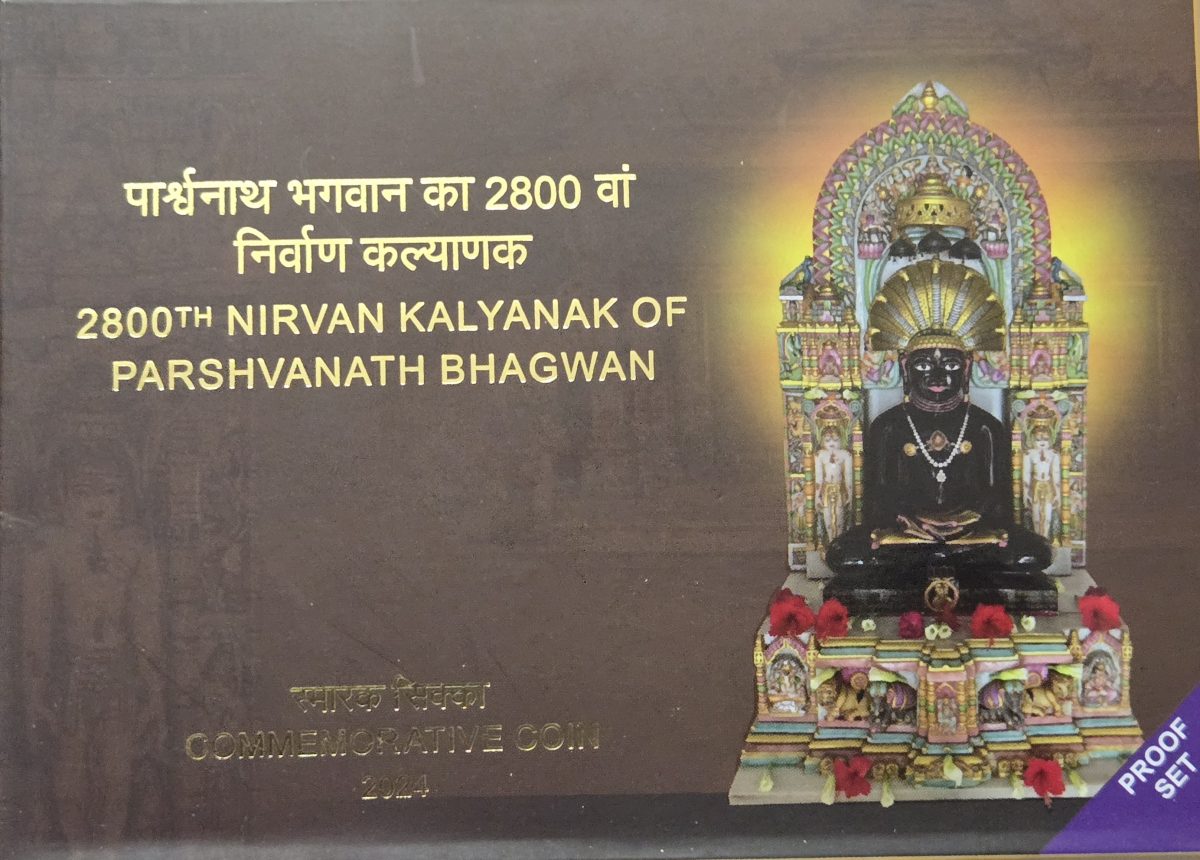 पार्श्वनाथ भगवान का 2800 वां
निर्वाण कल्याणक
2800TH NIRVAN KALYANAK OF
PARSHVANATH BHAGWAN
स्मारक सिक्का
COMMEMORATIVE COIN
2024
PROOF
SET